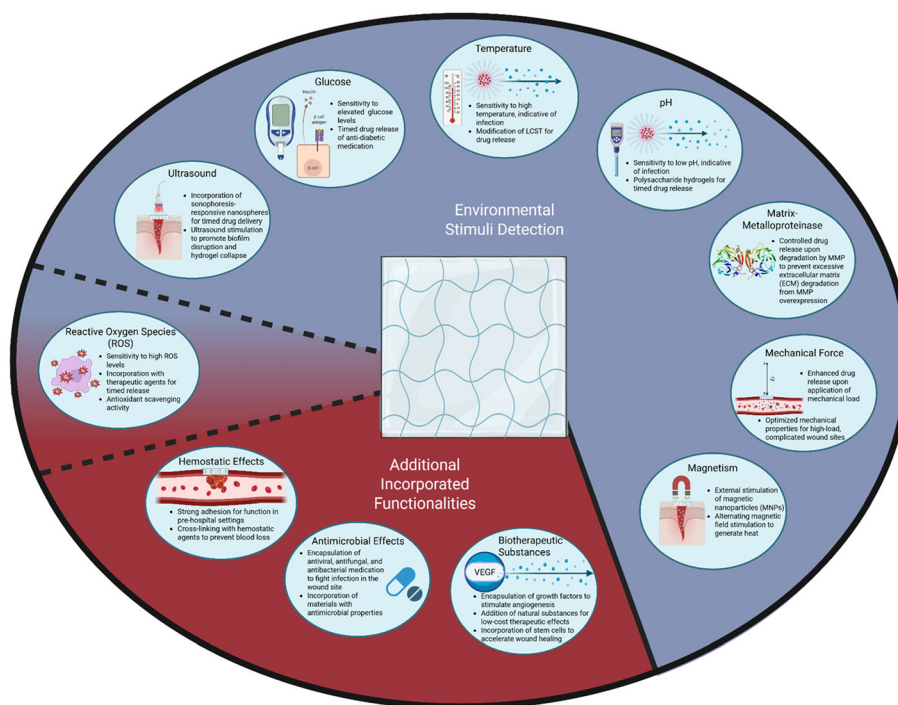 Temperature
• Sensitivity to high
temperature, indicative of
infection
• Modification of LCST for
drug release
Glucose
Insulin
β cell
antigen
β-cell
• Sensitivity to
elevated glucose
levels
• Timed drug release
of anti-diabetic
medication
pH
• Sensitivity to low pH, indicative
of infection
• Polysaccharide hydrogels for
timed drug release
Ultrasound
• Incorporation of
sonophoresis-
responsive nanospheres
for timed drug delivery
• Ultrasound stimulation
to promote biofilm
disruption and
hydrogel collapse
Environmental
Stimuli Detection
Matrix-
Metalloproteinase
• Controlled drug
release upon
degradation by MMP
to prevent excessive
extracellular matrix
(ECM) degradation
from MMP
overexpression
Reactive Oxygen Species
(ROS)
• Sensitivity to high ROS
levels
• Incorporation with
therapeutic agents for
timed release
• Antioxidant scavenging
activity
Mechanical Force
• Enhanced drug
release upon
application of
mechanical load
• Optimized mechanical
properties for high-load,
complicated wound sites
Hemostatic Effects
• Strong adhesion for function in
pre-hospital settings
• Cross-linking with hemostatic
agents to prevent blood loss
Additional
Incorporated
Functionalities
Magnetism
• External stimulation
of magnetic
nanoparticles (MNPs)
• Alternating magnetic
field stimulation to
generate heat
Antimicrobial Effects
• Encapsulation of
antiviral, antifungal, and
antibacterial medication
to fight infection in the
wound site
• Incorporation of
materials with
antimicrobial properties
Biotherapeutic
Substances
VEGF
• Encapsulation of growth factors to
stimulate angiogenesis
• Addition of natural substances for
low-cost therapeutic effects
• Incorporation of stem cells to
accelerate wound healing